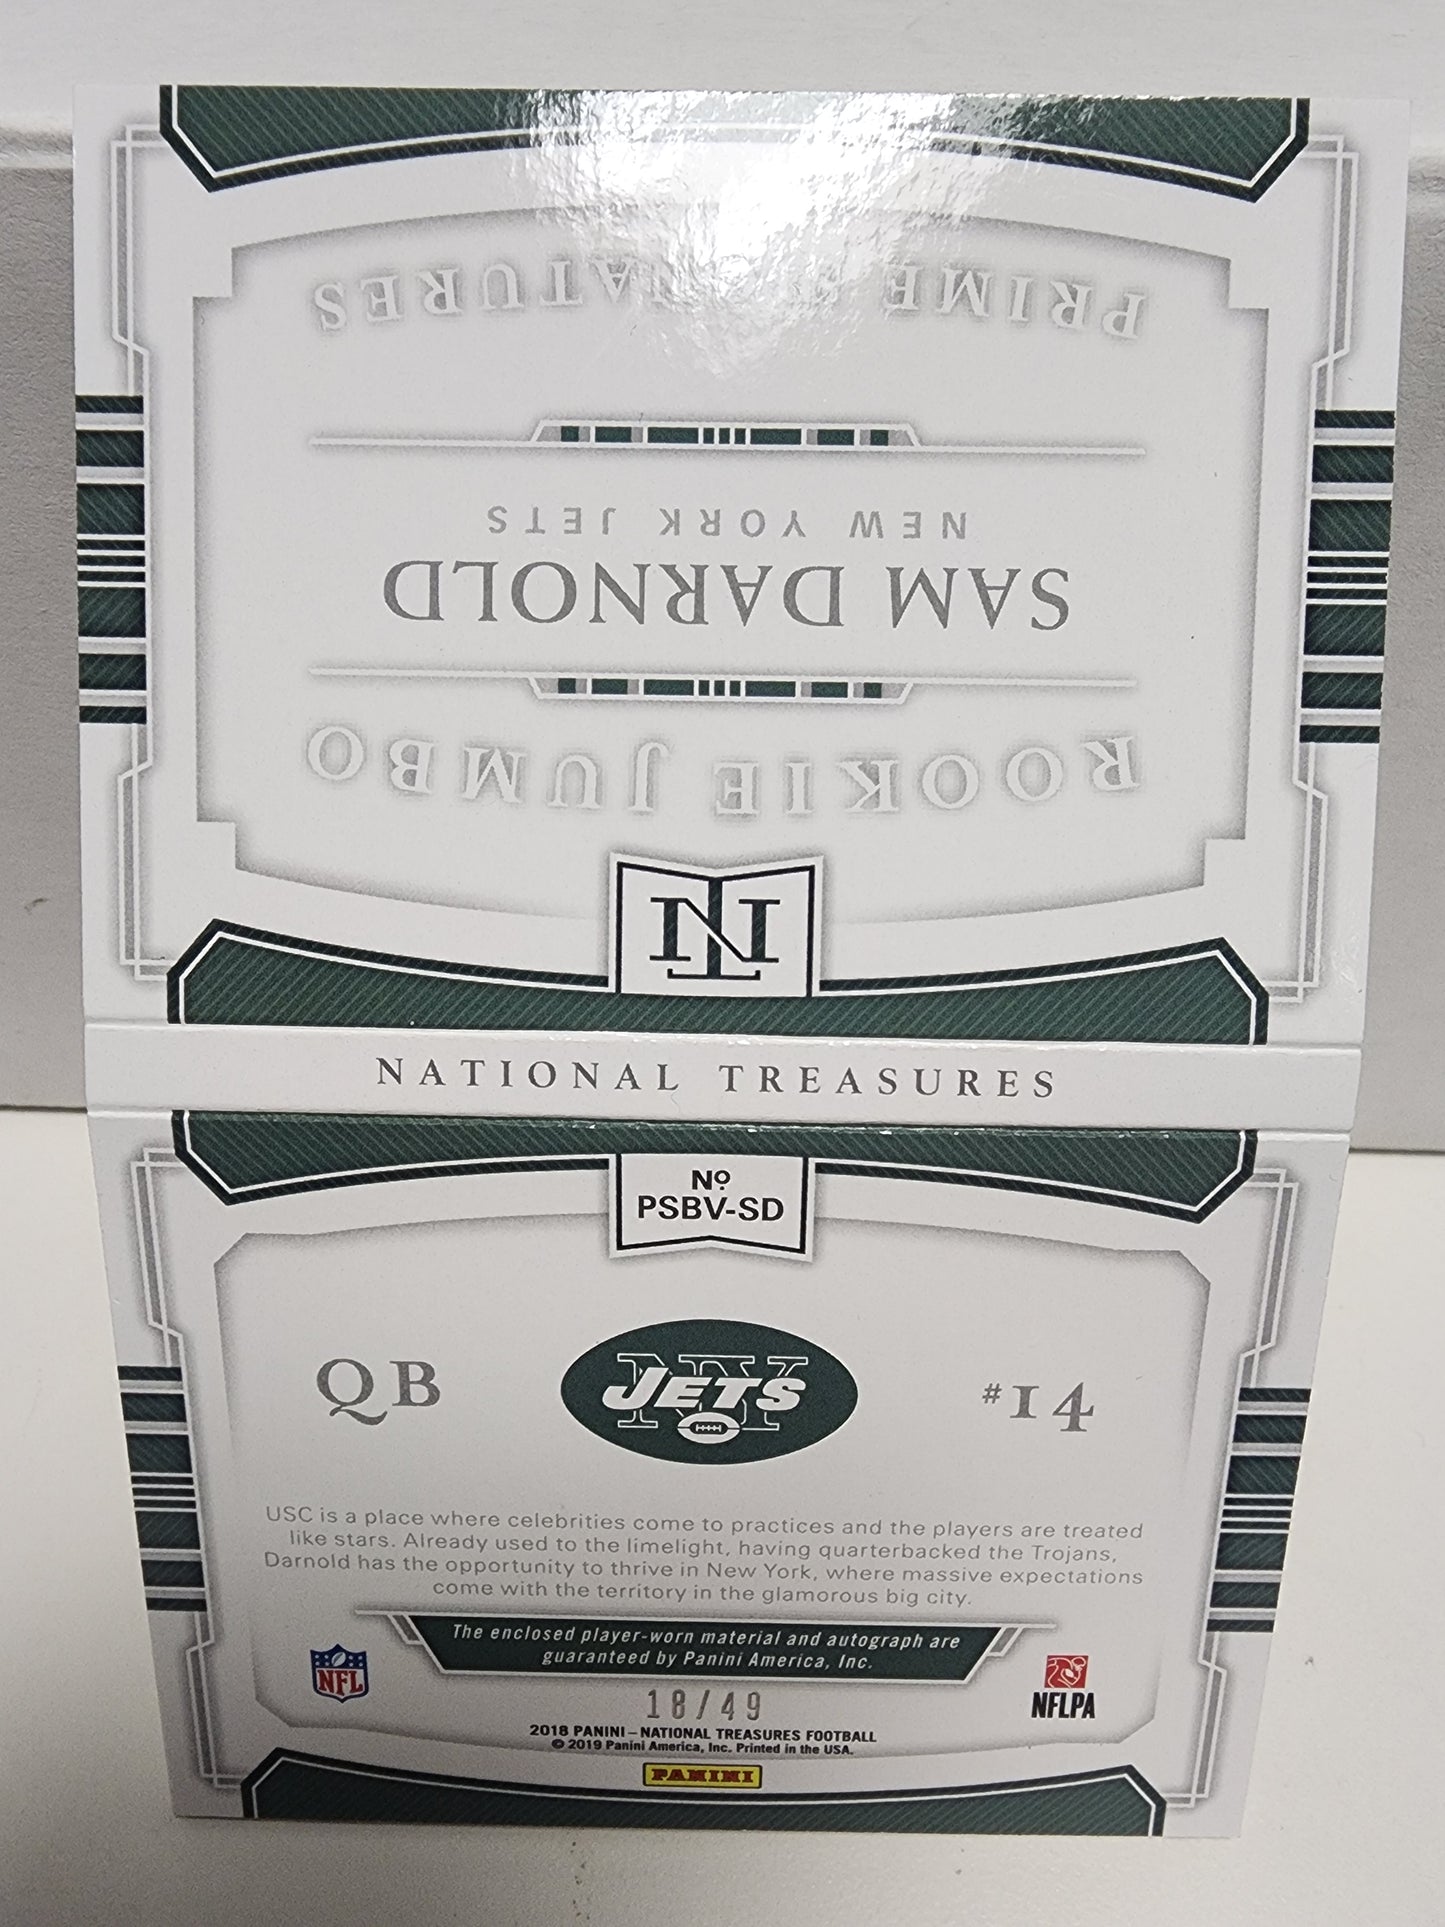 PRIME SIGNATURES
NEW YORK JETS
SAM DARNOLD
ROOKIE JUMBO
NT
NATIONAL TREASURES
Nº
PSBV-SD
QB
NY
JETS
#14
USC is a place where celebrities come to practices and the players are treated
like stars. Already used to the limelight, having quarterbacked the Trojans,
Darnold has the opportunity to thrive in New York, where massive expectations
come with the territory in the glamorous big city.
The enclosed player-worn material and autograph are
guaranteed by Panini America, Inc.
NFL
18/49
NFLPA
2018 PANINI – NATIONAL TREASURES FOOTBALL
© 2019 Panini America, Inc. Printed in the USA.
PANINI